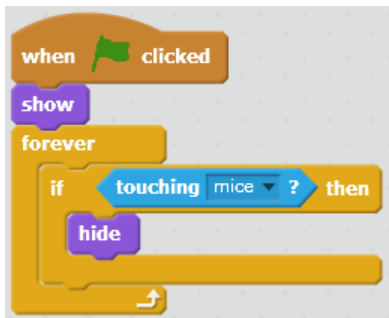 when clicked
show
forever
if touching mice ? then
hide